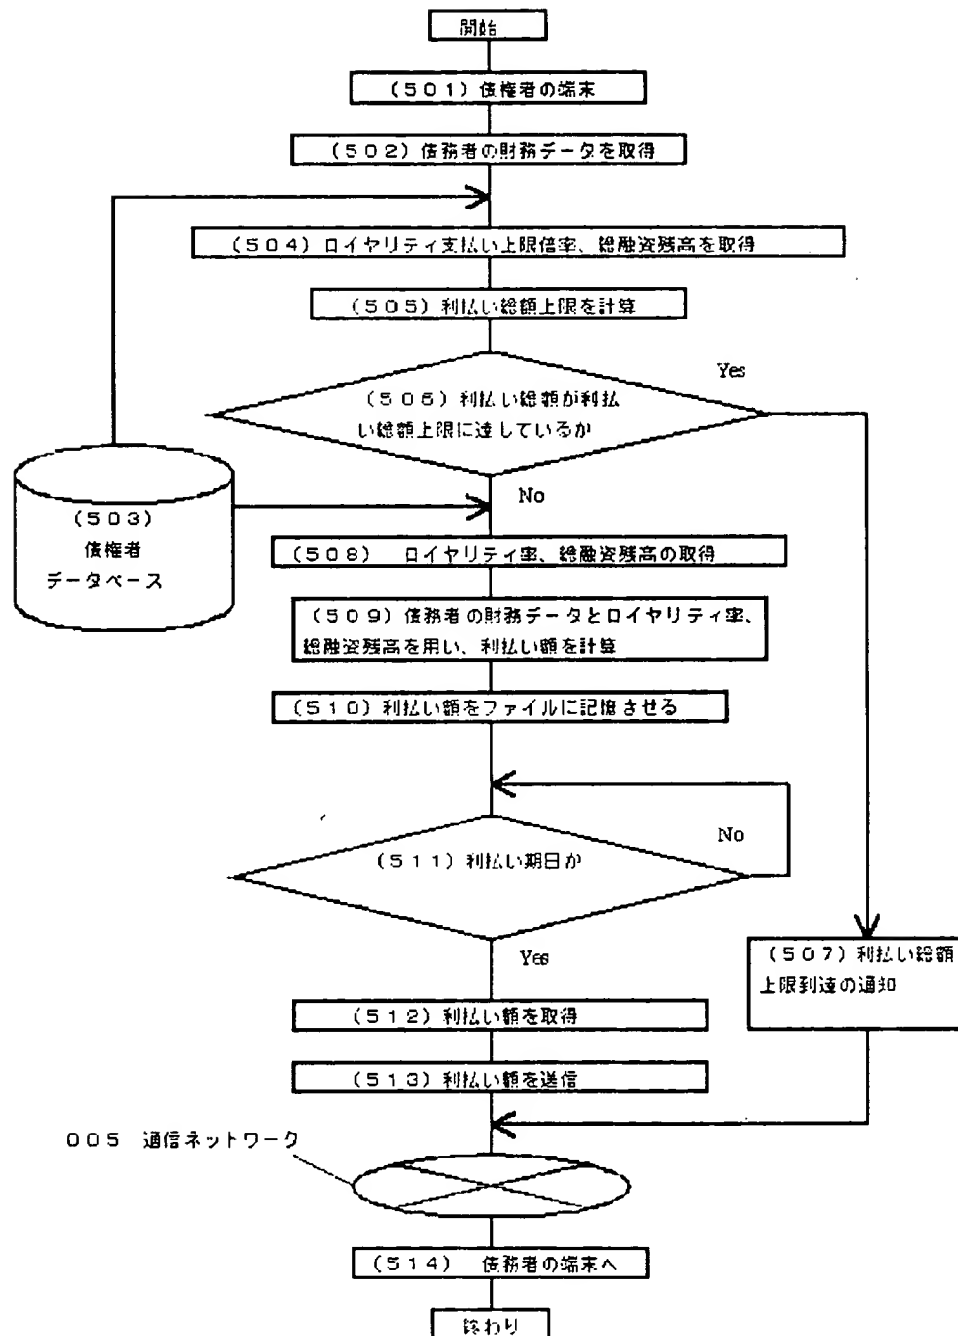 開始
（５０１）債権者の端末
（５０２）債務者の財務データを取得
（５０４）ロイヤリティ支払い上限倍率、総融資残高を取得
（５０５）利払い総額上限を計算
Yes
（５０６）利払い総額が利払
い総額上限に達しているか
No
（５０３）
債権者
データベース
（５０８）　ロイヤリティ率、総融資残高の取得
（５０９）債務者の財務データとロイヤリティ率、
総融資残高を用い、利払い額を計算
（５１０）利払い額をファイルに記憶させる
No
（５１１）利払い期日か
Yes
（５０７）利払い総額
上限到達の通知
（５１２）利払い額を取得
（５１３）利払い額を送信
００５　通信ネットワーク
（５１４）　債務者の端末へ
終わり